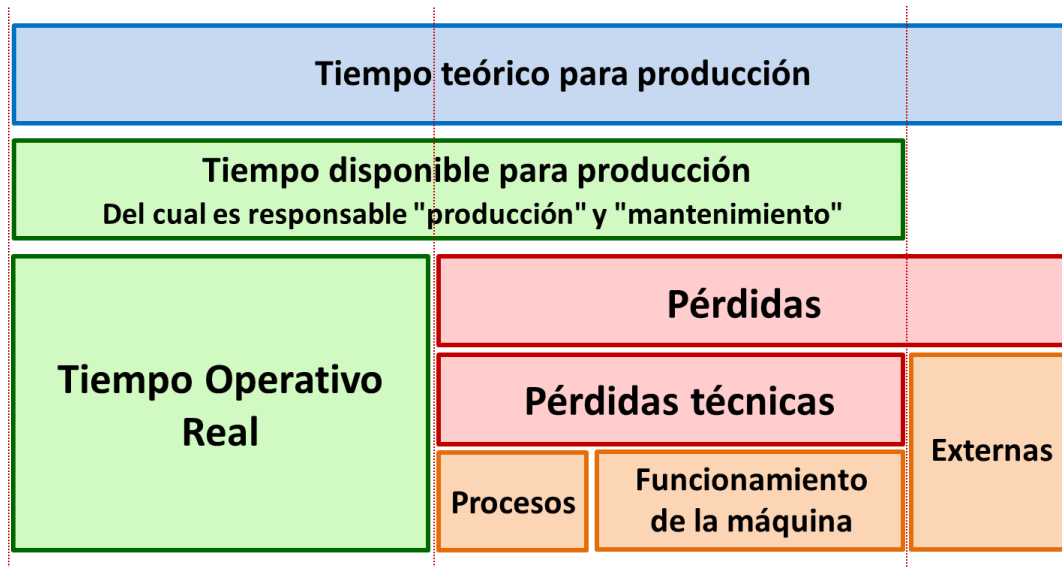 Tiempo teórico para producción
Tiempo disponible para producción
Del cual es responsable "producción" y "mantenimiento"
Tiempo Operativo
Real
Pérdidas
Pérdidas técnicas
Externas
Procesos
Funcionamiento
de la máquina